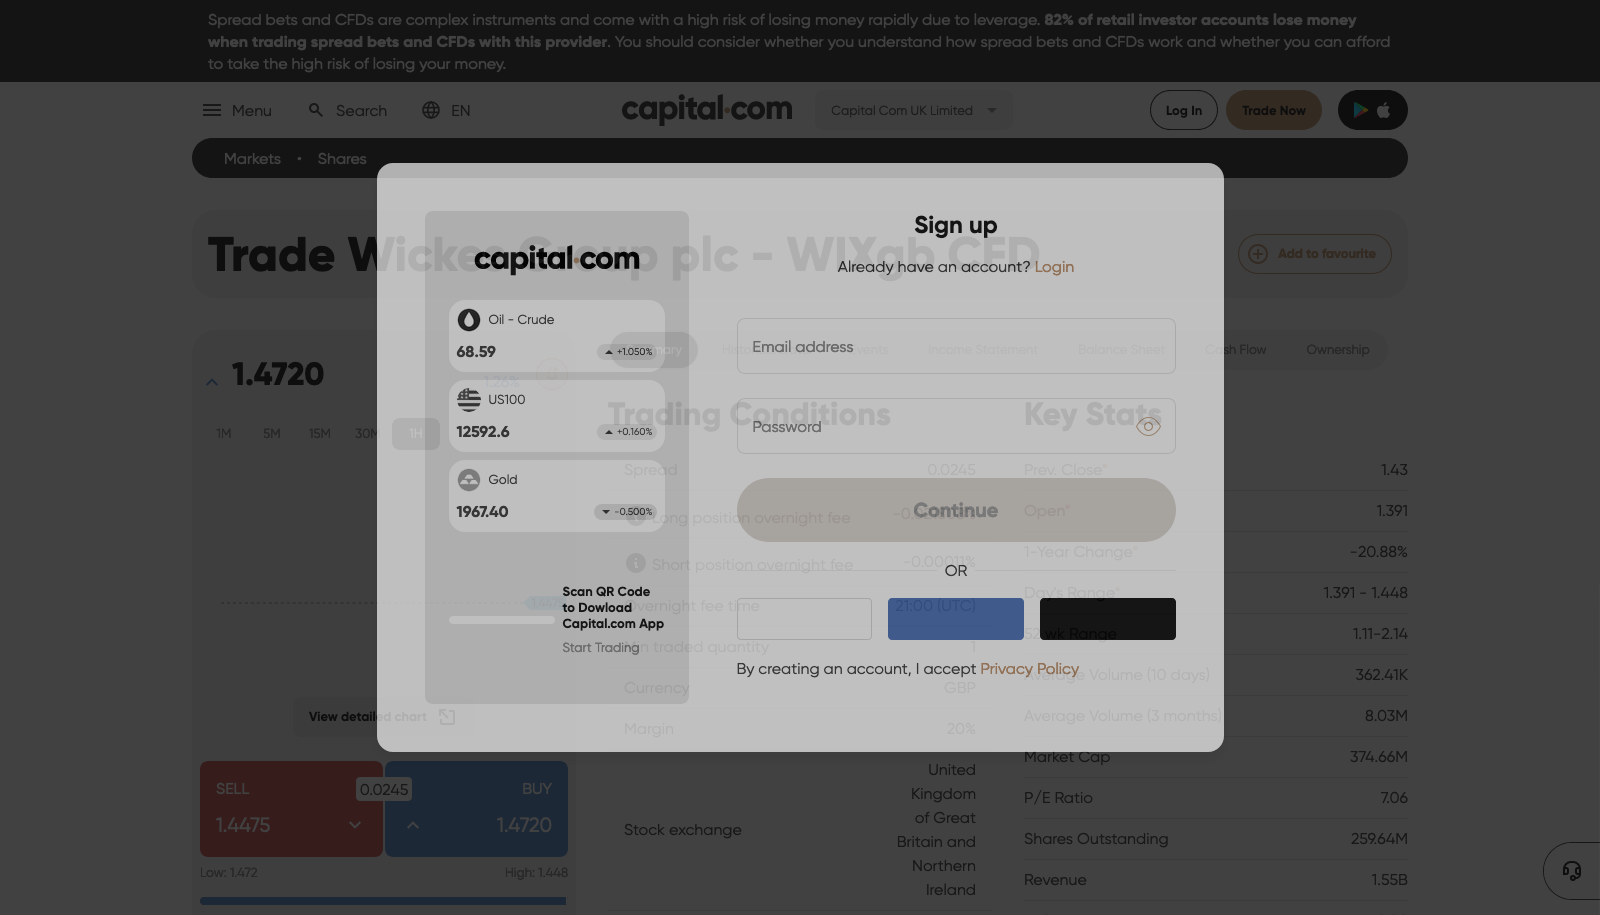 Spread bets and CFDs are complex instruments and come with a high risk of losing money rapidly due to leverage. 82% of retail investor accounts lose money
when trading spread bets and CFDs with this provider. You should consider whether you understand how spread bets and CFDs work and whether you can afford
to take the high risk of losing your money.
Menu Search EN capital.com Capital Com UK Limited Log In Trade Now
Markets • Shares
Trade Wickes Group plc - WIXgb CFD
Add to favourite
1.4720
1M 5M 15M 30M 1H
View detailed chart
SELL 0.0245 BUY
1.4475 1.4720
Low: 1.472 High: 1.448
Events Income Statement Balance Sheet Cash Flow Ownership
Trading Conditions
Spread 0.0245
Long position overnight fee
Short position overnight fee
Overnight fee time 21:00 (UTC)
Min traded quantity 1
Currency GBP
Margin 20%
Stock exchange United
Kingdom
of Great
Britain and
Northern
Ireland
Key Stats
Prev. Close* 1.43
Open* 1.391
1-Year Change* -20.88%
Day's Range* 1.391 - 1.448
52 wk Range 1.11-2.14
Average Volume (10 days) 362.41K
Average Volume (3 months) 8.03M
Market Cap 374.66M
P/E Ratio 7.06
Shares Outstanding 259.64M
Revenue 1.55B
capital.com
Oil - Crude
68.59 +1.050%
US100
12592.6 +0.160%
Gold
1967.40 -0.500%
Scan QR Code
to Dowload
Capital.com App
Start Trading
Sign up
Already have an account? Login
Email address
Password
Continue
OR
By creating an account, I accept Privacy Policy